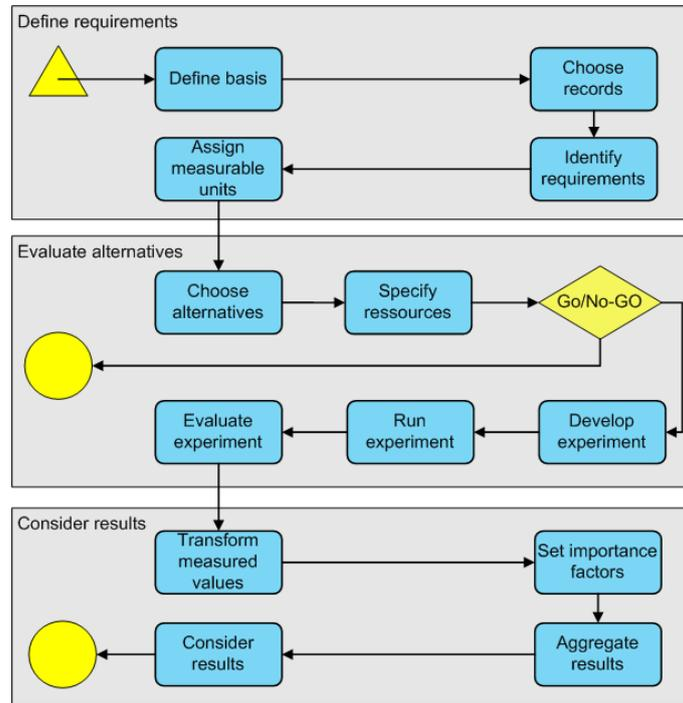 Define requirements
Define basis
Choose
records
Assign
measurable
units
Identify
requirements
Evaluate alternatives
Choose
alternatives
Specify
ressources
Go/No-GO
Evaluate
experiment
Run
experiment
Develop
experiment
Consider results
Transform
measured
values
Set importance
factors
Consider
results
Aggregate
results